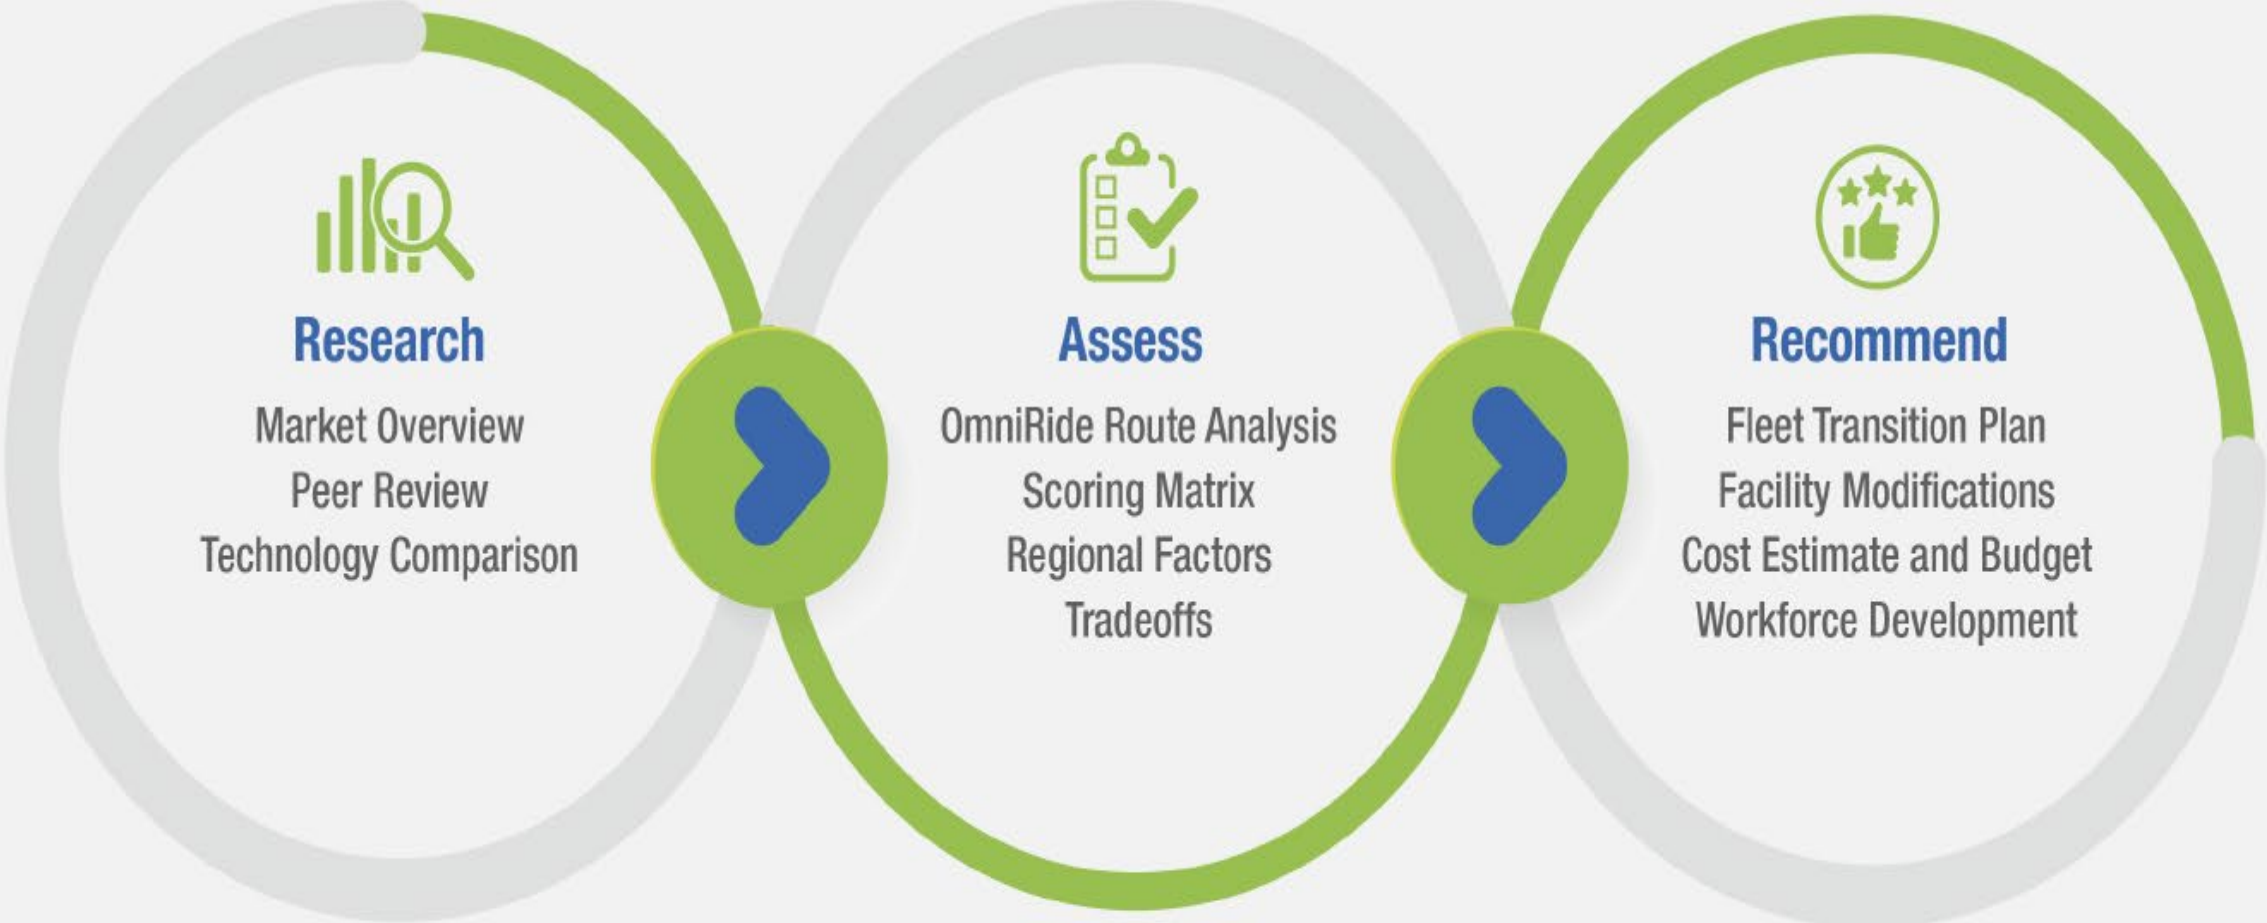 Research
Market Overview
Peer Review
Technology Comparison
Assess
OmniRide Route Analysis
Scoring Matrix
Regional Factors
Tradeoffs
Recommend
Fleet Transition Plan
Facility Modifications
Cost Estimate and Budget
Workforce Development